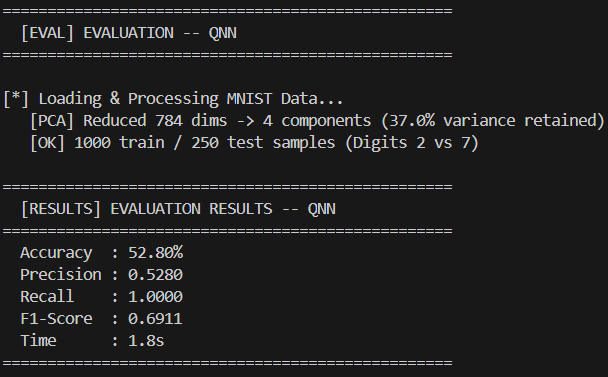 ==================================================
[EVAL] EVALUATION -- QNN
==================================================
[*] Loading & Processing MNIST Data...
[PCA] Reduced 784 dims -> 4 components (37.0% variance retained)
[OK] 1000 train / 250 test samples (Digits 2 vs 7)
==================================================
[RESULTS] EVALUATION RESULTS -- QNN
==================================================
Accuracy  : 52.80%
Precision : 0.5280
Recall    : 1.0000
F1-Score  : 0.6911
Time      : 1.8s
==================================================